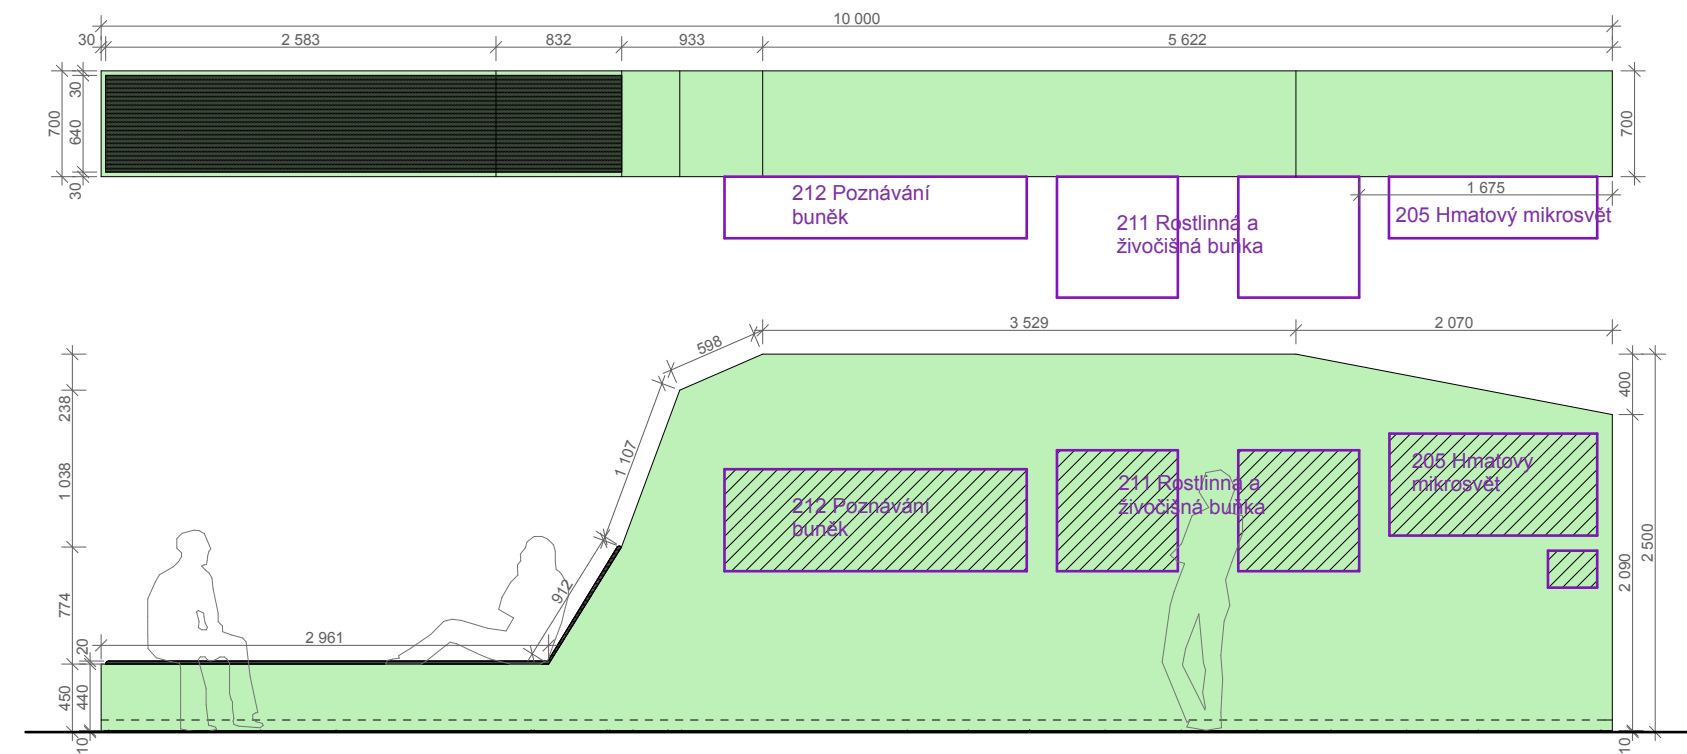 10 000
30
2 583
832
933
5 622
700
30
640
30
700
212 Poznávání
buněk
211 Rostlinná a
živočišná buňka
1 675
205 Hmatový mikrosvět
3 529
2 070
598
238
400
1 107
1 038
212 Poznávání
buněk
211 Rostlinná a
živočišná buňka
205 Hmatový
mikrosvět
2 500
2 090
912
774
2 961
20
450
440
10
10